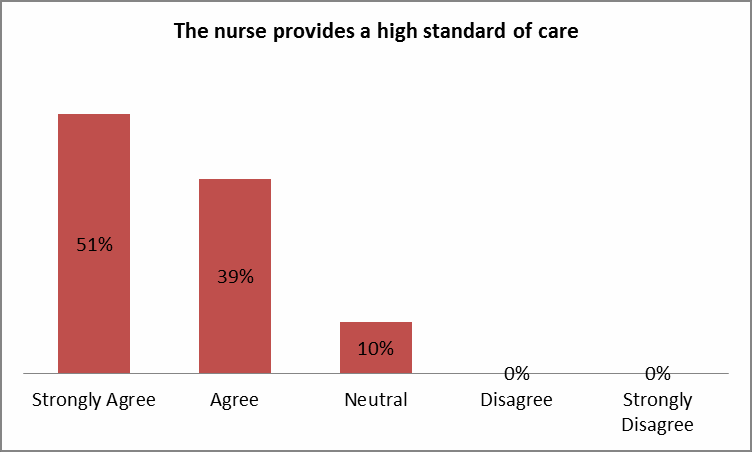 The nurse provides a high standard of care
51%
39%
10%
0%
0%
Strongly Agree
Agree
Neutral
Disagree
Strongly
Disagree